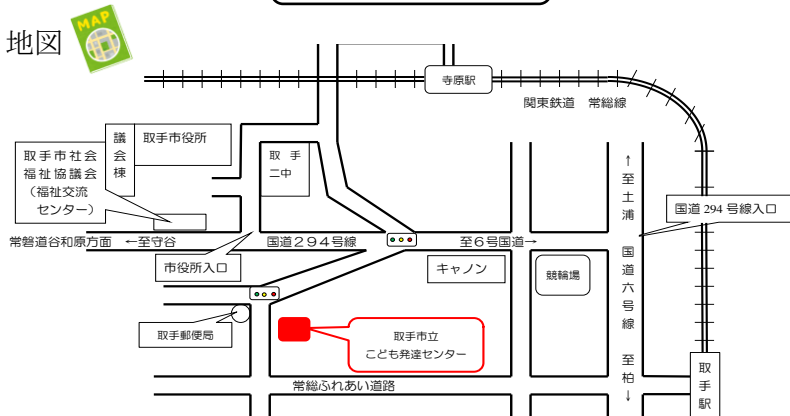 地図
MAP
寺原駅
関東鉄道　常総線
議会棟
取手市役所
取手市社会
福祉協議会
（福祉交流
センター）
取手
二中
↑至土浦　国道六号線　至柏↓
国道294号線入口
常磐道谷和原方面　←至守谷
国道２９４号線
至６号国道→
市役所入口
キャノン
競輪場
取手郵便局
取手市立
こども発達センター
常総ふれあい道路
取手駅